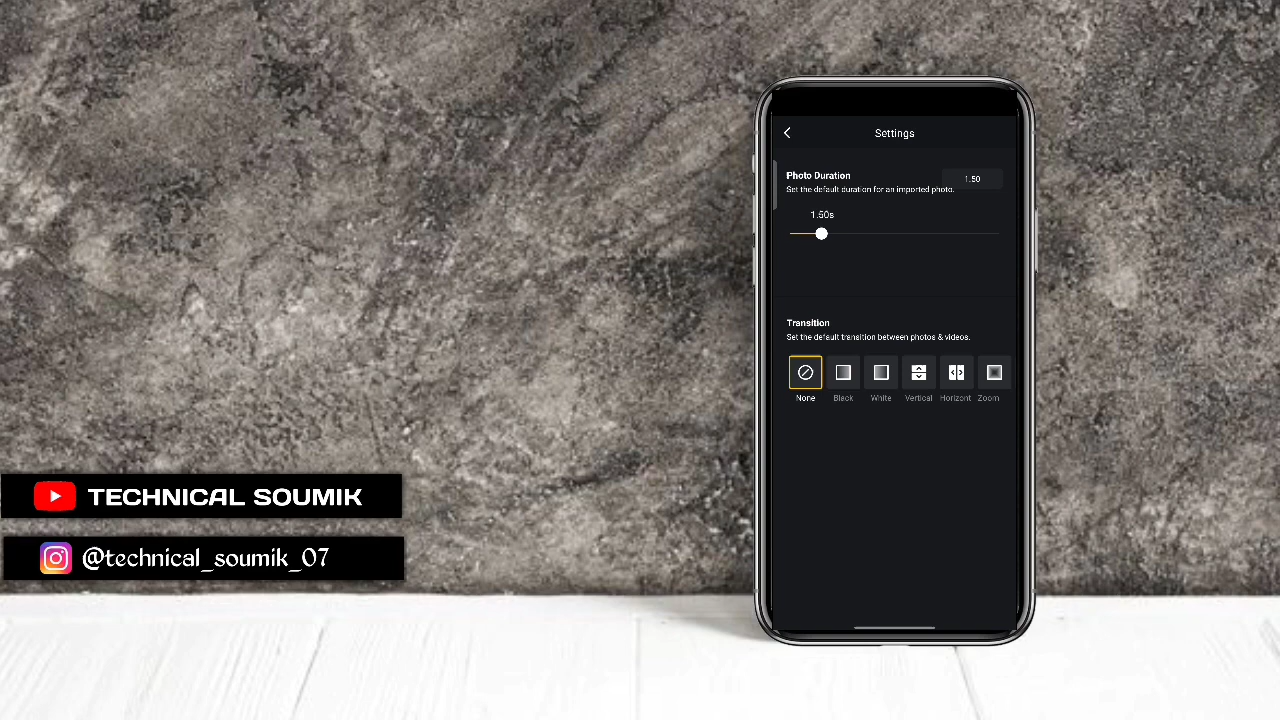 Settings
Photo Duration
1.50
Set the default duration for an imported photo.
1.50s
Transition
Set the default transition between photos & videos.
None Black White Vertical Horizont Zoom
TECHNICAL SOUMIK
@technical_soumik_07